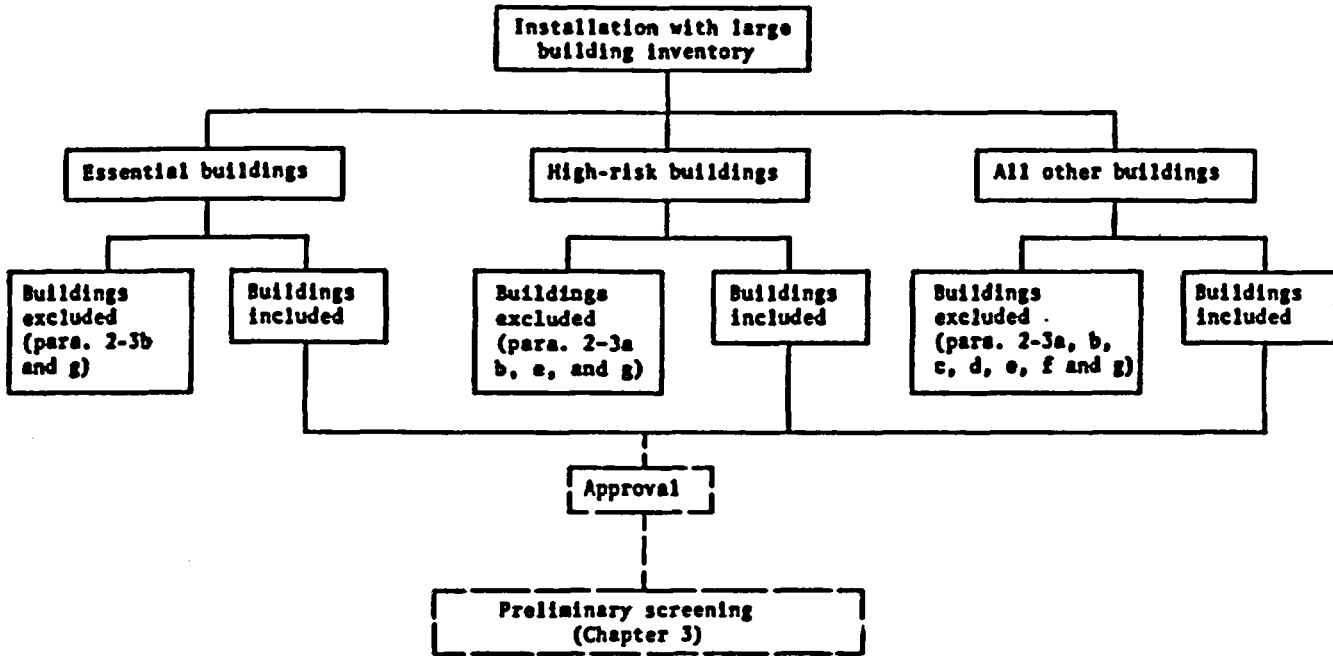 Installation with large
building inventory
Essential buildings
High-risk buildings
All other buildings
Buildings
excluded
(para. 2-3b
and g)
Buildings
included
Buildings
excluded
(para. 2-3a
b, e, and g)
Buildings
included
Buildings
excluded
(para. 2-3a, b,
c, d, e, f and g)
Buildings
included
Approval
Preliminary screening
(Chapter 3)